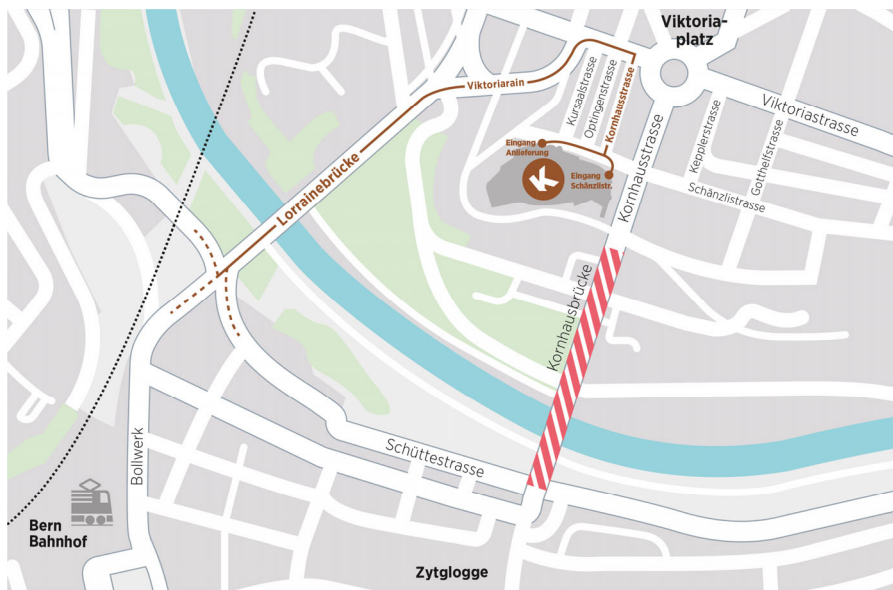 Viktoria-
platz
Viktoriarain
Kursaalstrasse
Optingenstrasse
Kornhausstrasse
Viktoriastrasse
Eingang
Anlieferung
K
Eingang
Schänzlistr.
Kornhausstrasse
Kepplerstrasse
Gotthelfstrasse
Schänzlistrasse
Lorrainebrücke
Kornhausbrücke
Schüttestrasse
Bollwerk
Bern
Bahnhof
Zytglogge